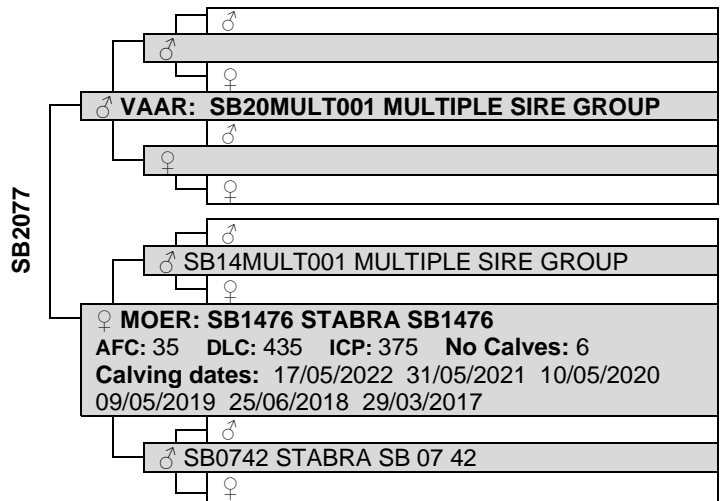 ♂
♂
♀
♂ VAAR: SB20MULT001 MULTIPLE SIRE GROUP
♂
♀
♀
SB2077
♂
♂ SB14MULT001 MULTIPLE SIRE GROUP
♀
♀ MOER: SB1476 STABRA SB1476
AFC: 35 DLC: 435 ICP: 375 No Calves: 6
Calving dates: 17/05/2022 31/05/2021 10/05/2020
09/05/2019 25/06/2018 29/03/2017
♂
♂ SB0742 STABRA SB 07 42
♀